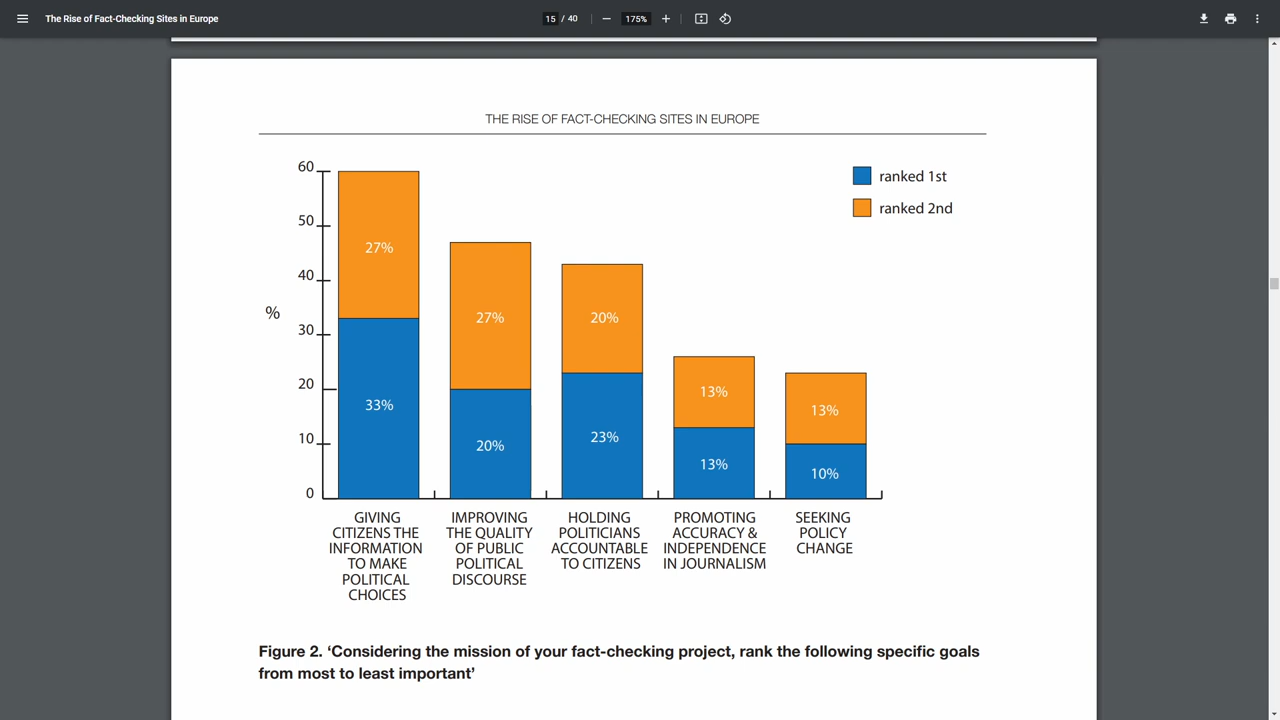 The Rise of Fact-Checking Sites in Europe
15 / 40
175%
THE RISE OF FACT-CHECKING SITES IN EUROPE
60
50
40
30
20
10
0
%
ranked 1st
ranked 2nd
27%
33%
27%
20%
20%
23%
13%
13%
13%
10%
GIVING
CITIZENS THE
INFORMATION
TO MAKE
POLITICAL
CHOICES
IMPROVING
THE QUALITY
OF PUBLIC
POLITICAL
DISCOURSE
HOLDING
POLITICIANS
ACCOUNTABLE
TO CITIZENS
PROMOTING
ACCURACY &
INDEPENDENCE
IN JOURNALISM
SEEKING
POLICY
CHANGE
Figure 2. ‘Considering the mission of your fact-checking project, rank the following specific goals
from most to least important’